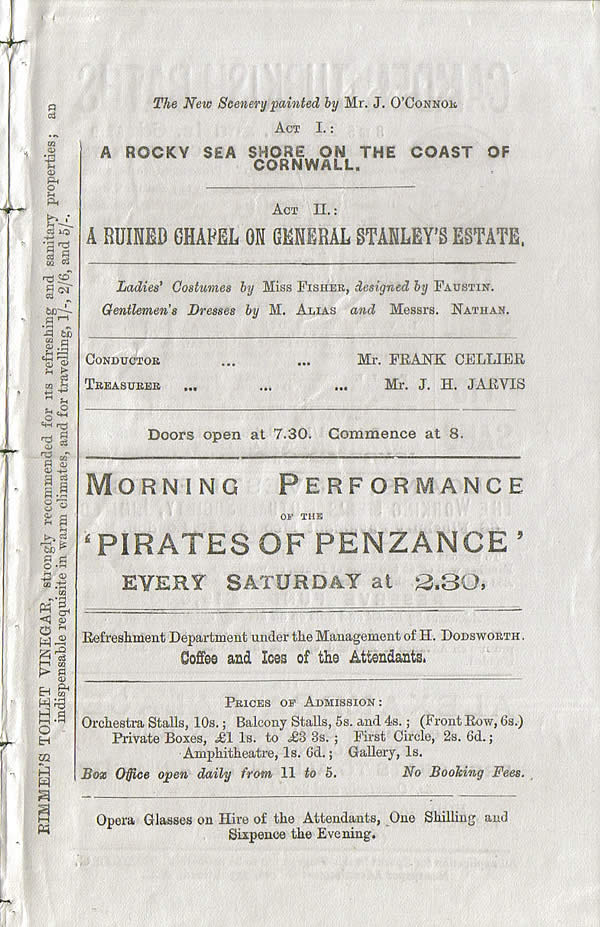 The New Scenery painted by Mr. J. O'Connor
Act I.:
A ROCKY SEA SHORE ON THE COAST OF
CORNWALL.
Act II.:
A RUINED CHAPEL ON GENERAL STANLEY'S ESTATE.
Ladies' Costumes by Miss Fisher, designed by Faustin.
Gentlemen's Dresses by M. Alias and Messrs. Nathan.
Conductor ... ... Mr. FRANK CELLIER
Treasurer ... ... ... Mr. J. H. JARVIS
Doors open at 7.30. Commence at 8.
Morning Performance
OF THE
'PIRATES OF PENZANCE'
EVERY SATURDAY at 2.30,
Refreshment Department under the Management of H. Dodsworth.
Coffee and Ices of the Attendants.
Prices of Admission:
Orchestra Stalls, 10s.; Balcony Stalls, 5s. and 4s.; (Front Row, 6s.)
Private Boxes, £1 1s. to £3 3s.; First Circle, 2s. 6d.;
Amphitheatre, 1s. 6d.; Gallery, 1s.
Box Office open daily from 11 to 5. No Booking Fees.
Opera Glasses on Hire of the Attendants, One Shilling and
Sixpence the Evening.
RIMMEL'S TOILET VINEGAR, strongly recommended for its refreshing and sanitary properties; an
indispensable requisite in warm climates, and for travelling, 1/-, 2/6, and 5/-.